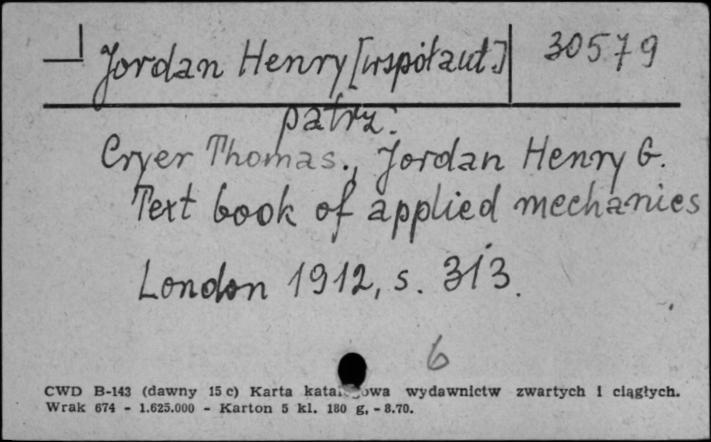 Jordan Henry [współaut.] 30579
patrz:
Cryer Thomas., Jordan Henry G.
Text book of applied mechanics
London 1912, s. 313.
6
CWD B-143 (dawny 15 c) Karta katalogowa wydawnictw zwartych i ciągłych.
Wrak 674 - 1.625.000 - Karton 5 kl. 180 g. - 8.70.